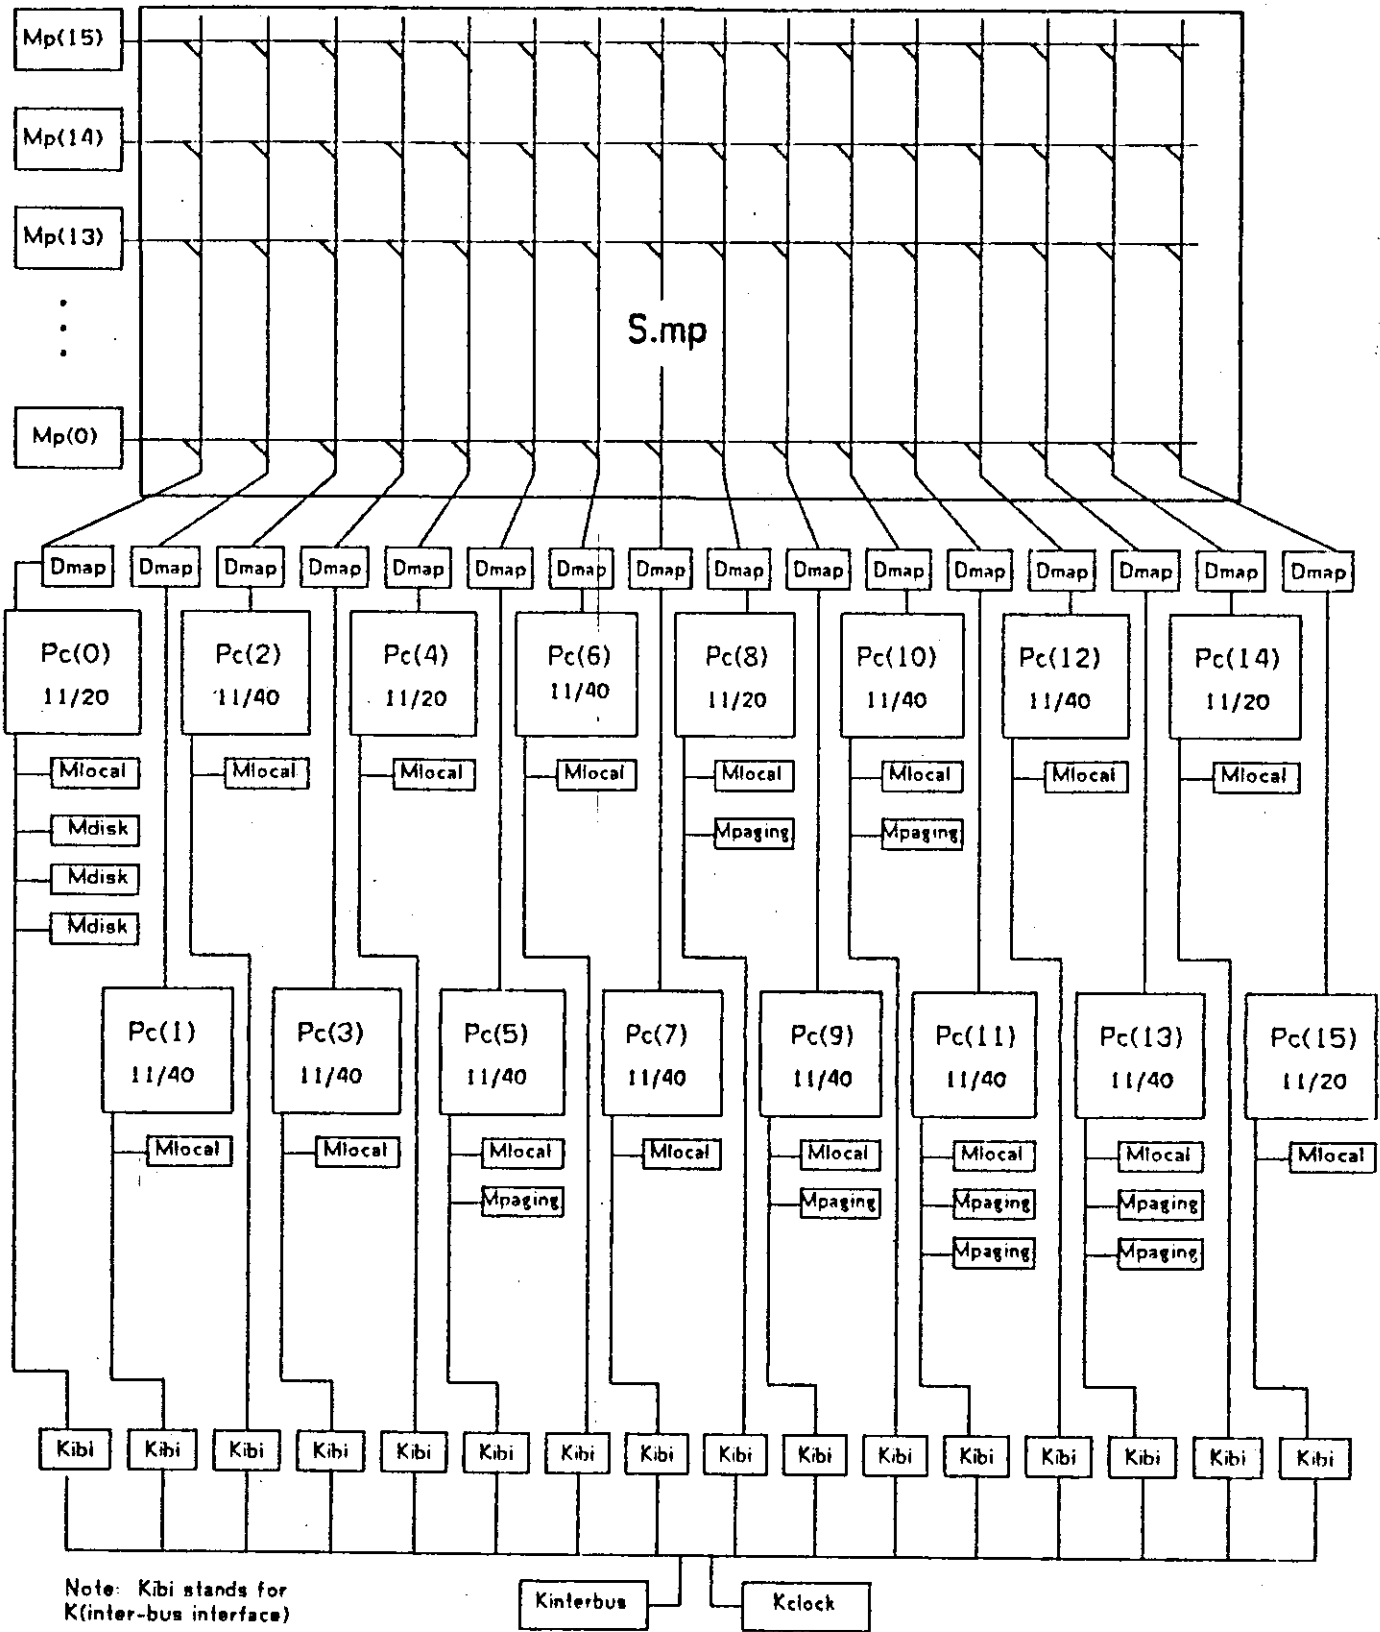 Mp(15)
Mp(14)
Mp(13)
S.mp
Mp(0)
Dmap Dmap Dmap Dmap Dmap Dmap Dmap Dmap Dmap Dmap Dmap Dmap Dmap Dmap Dmap Dmap
Pc(0) Pc(2) Pc(4) Pc(6) Pc(8) Pc(10) Pc(12) Pc(14)
11/20 11/40 11/20 11/40 11/20 11/40 11/40 11/20
Mlocal Mlocal Mlocal Mlocal Mlocal Mlocal Mlocal Mlocal
Mdisk Mpaging Mpaging
Mdisk
Mdisk
Pc(1) Pc(3) Pc(5) Pc(7) Pc(9) Pc(11) Pc(13) Pc(15)
11/40 11/40 11/40 11/40 11/40 11/40 11/40 11/20
Mlocal Mlocal Mlocal Mlocal Mlocal Mlocal Mlocal Mlocal
Mpaging Mpaging Mpaging Mpaging
Mpaging Mpaging
Kibi Kibi Kibi Kibi Kibi Kibi Kibi Kibi Kibi Kibi Kibi Kibi Kibi Kibi Kibi Kibi
Note: Kibi stands for
K(inter-bus interface)
Kinterbus Kclock